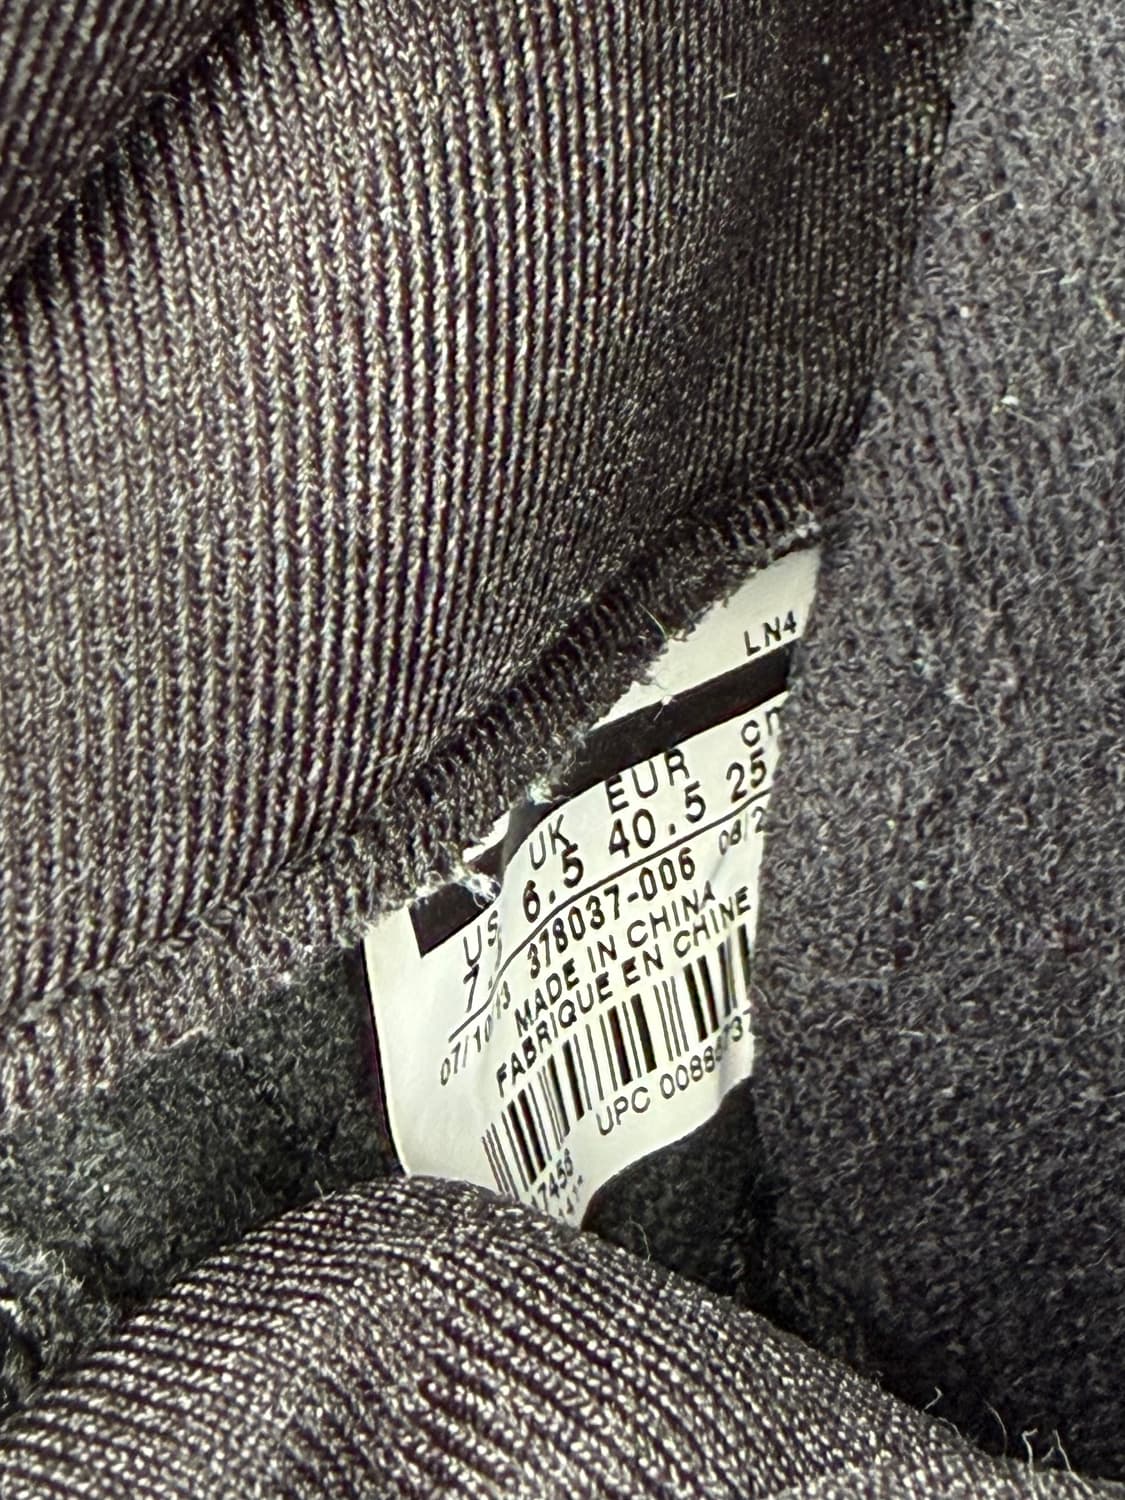 LN4
US UK EUR
6.5 40.5 25
07/10 378037-006
MADE IN CHINA
FABRIQUE EN CHINE
UPC